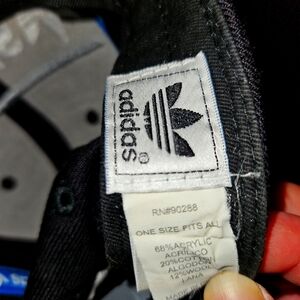 adidas®
RN#90288
ONE SIZE FITS ALL
68%ACRYLIC
ACRILICO
20%COTTON
ALGODON
12%WOOL
LANA